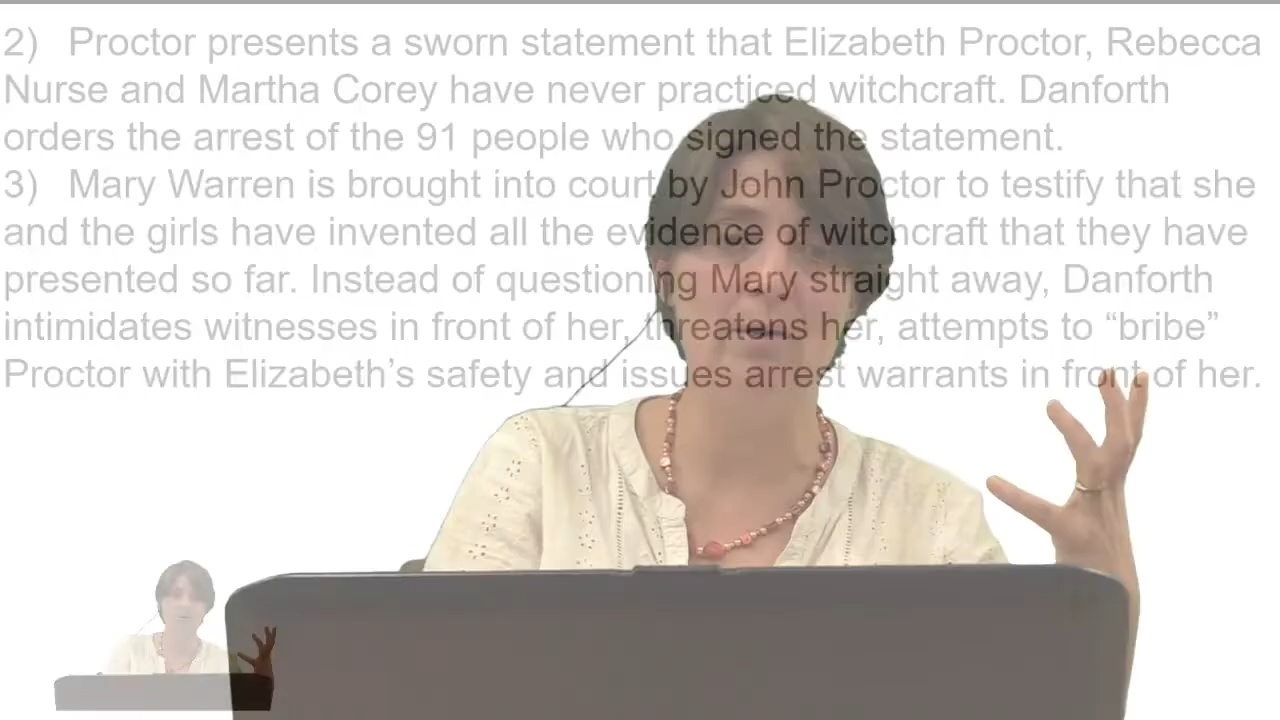 2) Proctor presents a sworn statement that Elizabeth Proctor, Rebecca
Nurse and Martha Corey have never practiced witchcraft. Danforth
orders the arrest of the 91 people who signed the statement.
3) Mary Warren is brought into court by John Proctor to testify that she
and the girls have invented all the evidence of witchcraft that they have
presented so far. Instead of questioning Mary straight away, Danforth
intimidates witnesses in front of her, threatens her, attempts to “bribe”
Proctor with Elizabeth’s safety and issues arrest warrants in front of her.